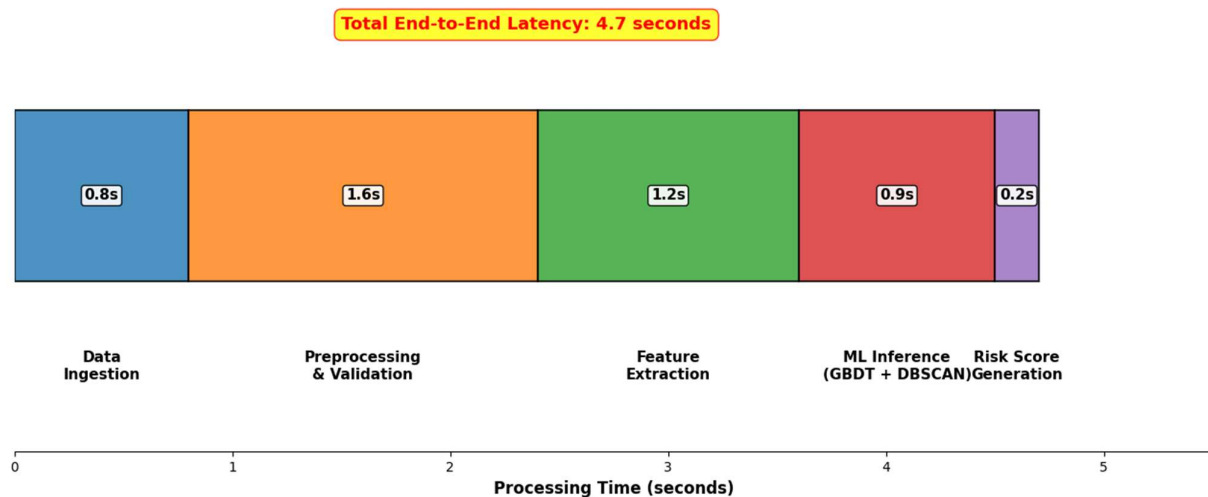 Total End-to-End Latency: 4.7 seconds
0.8s
1.6s
1.2s
0.9s
0.2s
Data
Ingestion
Preprocessing
& Validation
Feature
Extraction
ML Inference
(GBDT + DBSCAN)
Risk Score
Generation
0
1
2
3
4
5
Processing Time (seconds)